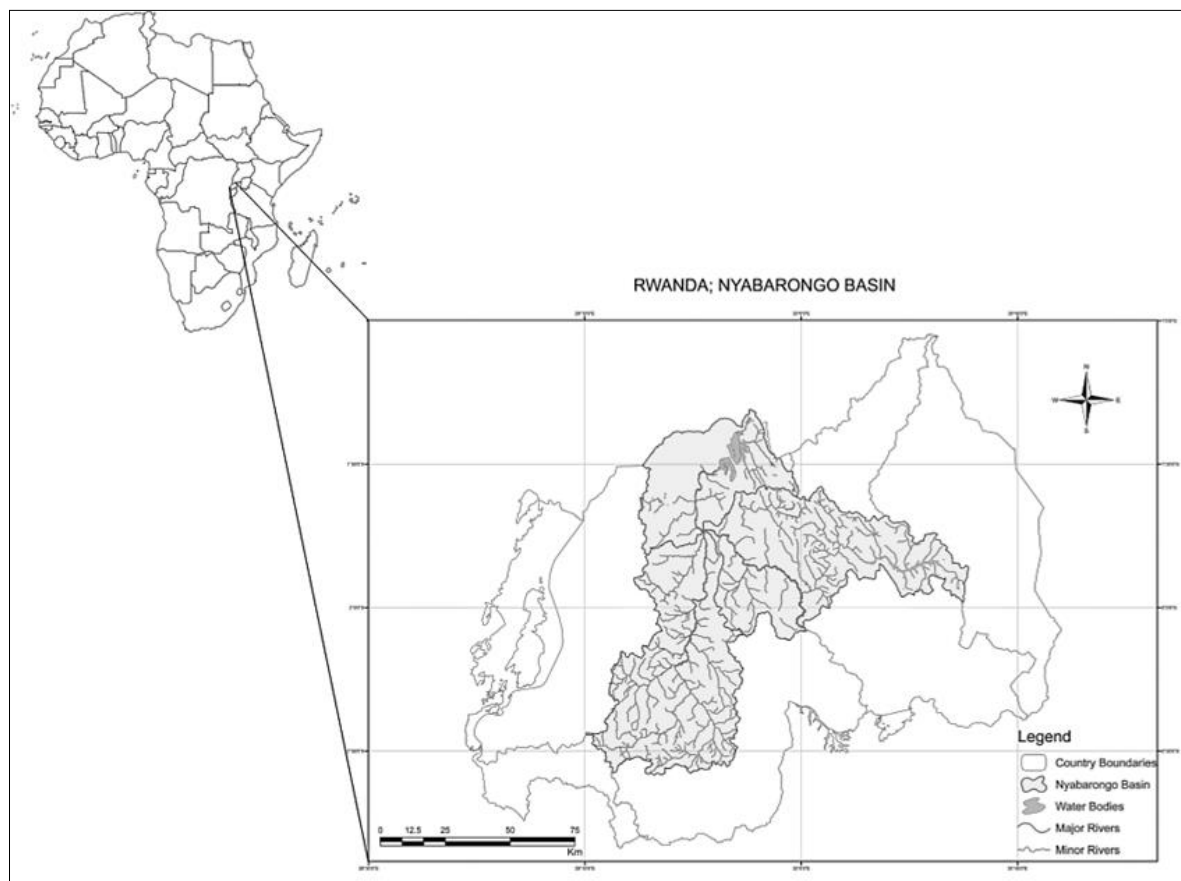 RWANDA; NYABARONGO BASIN
N
W
E
S
Legend
Country Boundaries
Nyabarongo Basin
Water Bodies
Major Rivers
Minor Rivers
0 12.5 25 50 75
Km